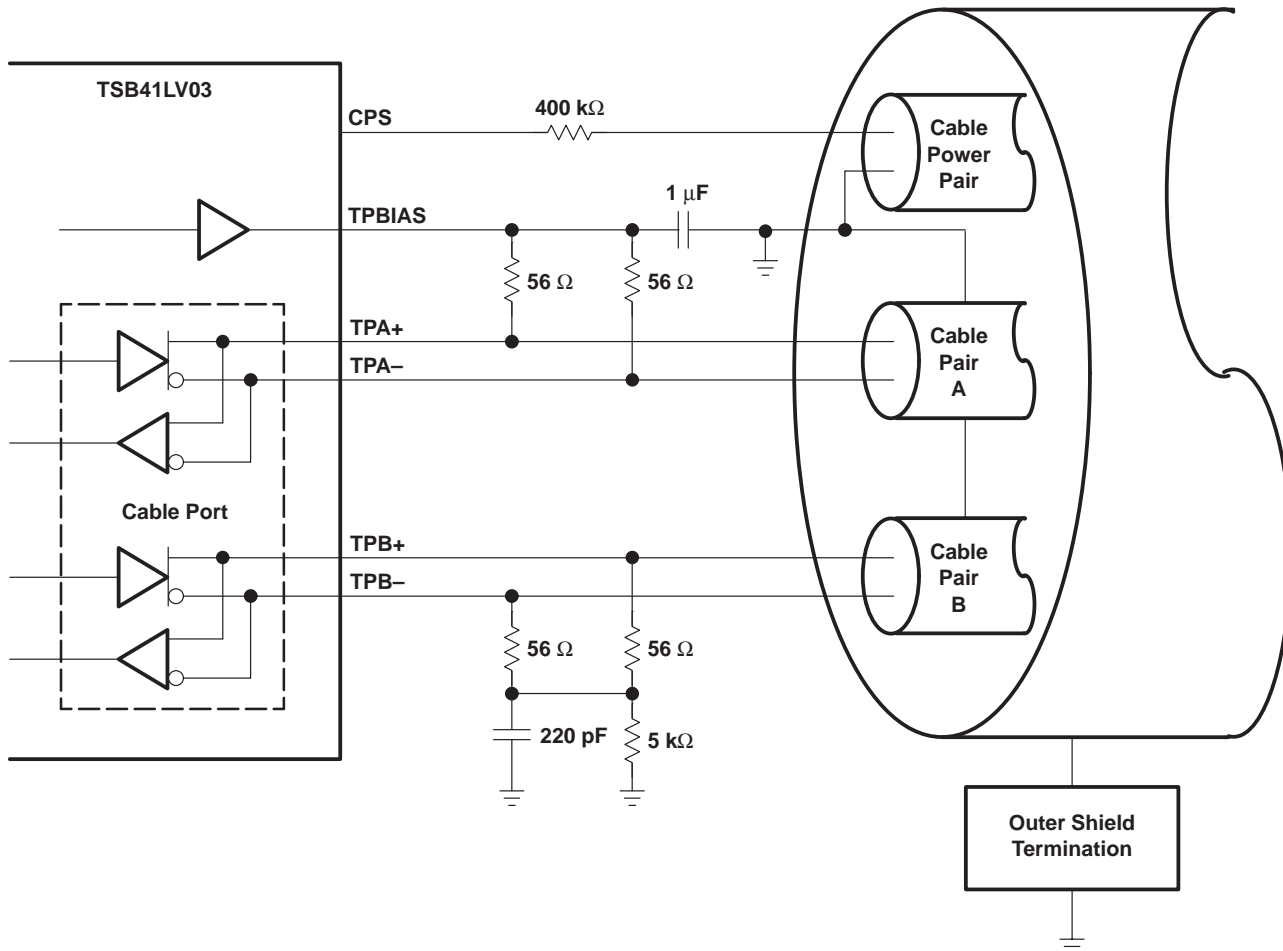 TSB41LV03
CPS
400 kΩ
Cable
Power
Pair
TPBIAS
1 μF
56 Ω
56 Ω
TPA+
TPA–
Cable
Pair
A
Cable Port
TPB+
TPB–
Cable
Pair
B
56 Ω
56 Ω
220 pF
5 kΩ
Outer Shield
Termination